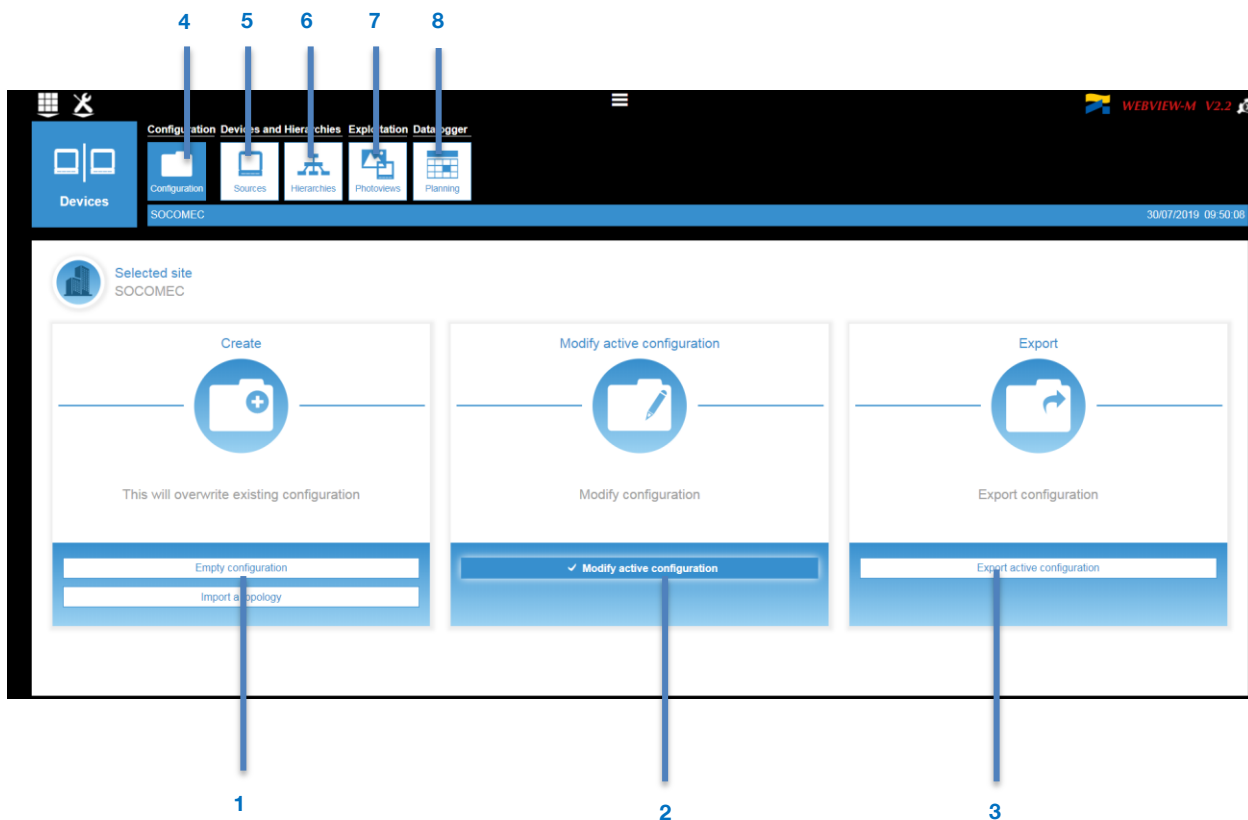 4 5 6 7 8
WEBVIEW-M V2.2
Configuration Devices and Hierarchies Exploitation Datalogger
Devices
Configuration Sources Hierarchies Photoviews Planning
SOCOMEC 30/07/2019 09:50:08
Selected site
SOCOMEC
Create Modify active configuration Export
This will overwrite existing configuration Modify configuration Export configuration
Empty configuration Modify active configuration Export active configuration
Import a topology
1 2 3